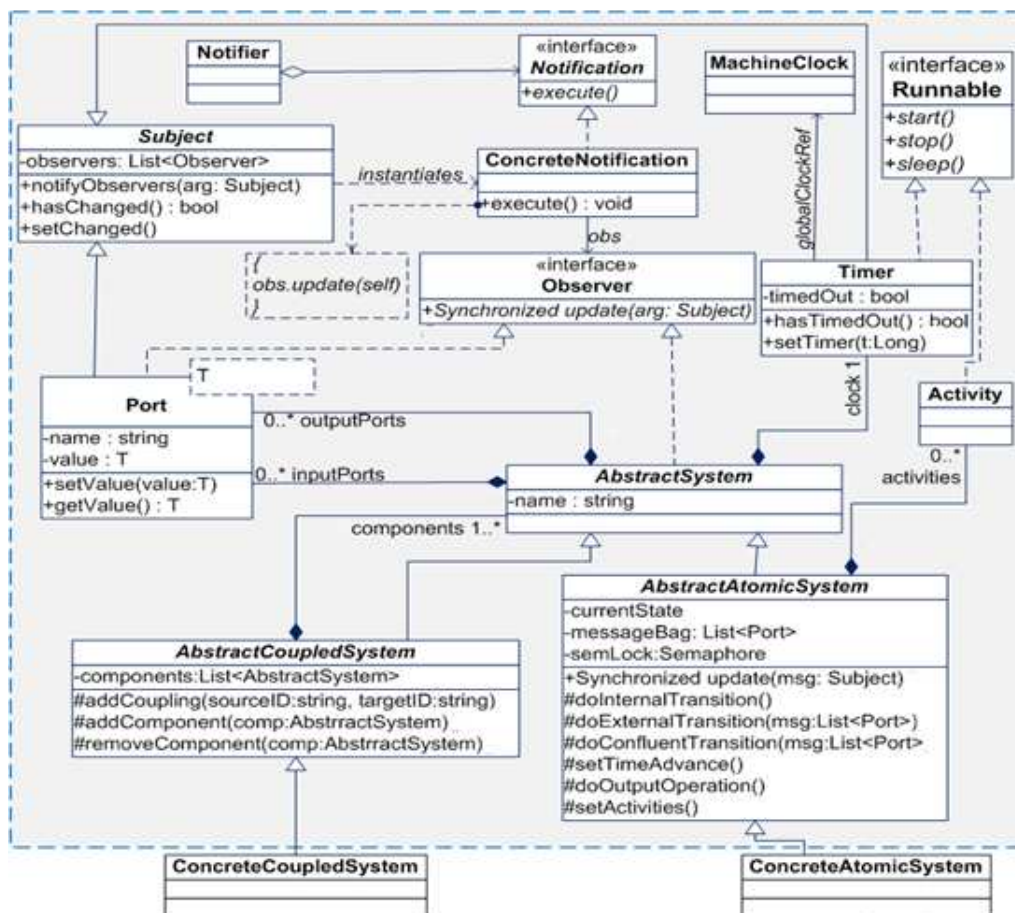 Notifier
«interface»
Notification
+execute()
MachineClock
«interface»
Runnable
+start()
+stop()
+sleep()
Subject
-observers: List<Observer>
+notifyObservers(arg: Subject)
+hasChanged() : bool
+setChanged()
instantiates
ConcreteNotification
+execute() : void
globalClockRef
obs
{
obs.update(self)
}
«interface»
Observer
+Synchronized update(arg: Subject)
Timer
-timedOut : bool
+hasTimedOut() : bool
+setTimer(t:Long)
T
Port
-name : string
-value : T
+setValue(value:T)
+getValue() : T
0..* outputPorts
0..* inputPorts
clock 1
Activity
0..*
activities
AbstractSystem
-name : string
components 1..*
AbstractCoupledSystem
-components:List<AbstractSystem>
#addCoupling(sourceID:string, targetID:string)
#addComponent(comp:AbstrractSystem)
#removeComponent(comp:AbstrractSystem)
AbstractAtomicSystem
-currentState
-messageBag: List<Port>
-semLock:Semaphore
+Synchronized update(msg: Subject)
#doInternalTransition()
#doExternalTransition(msg:List<Port>)
#doConfluentTransition(msg:List<Port>
#setTimeAdvance()
#doOutputOperation()
#setActivities()
ConcreteCoupledSystem
ConcreteAtomicSystem